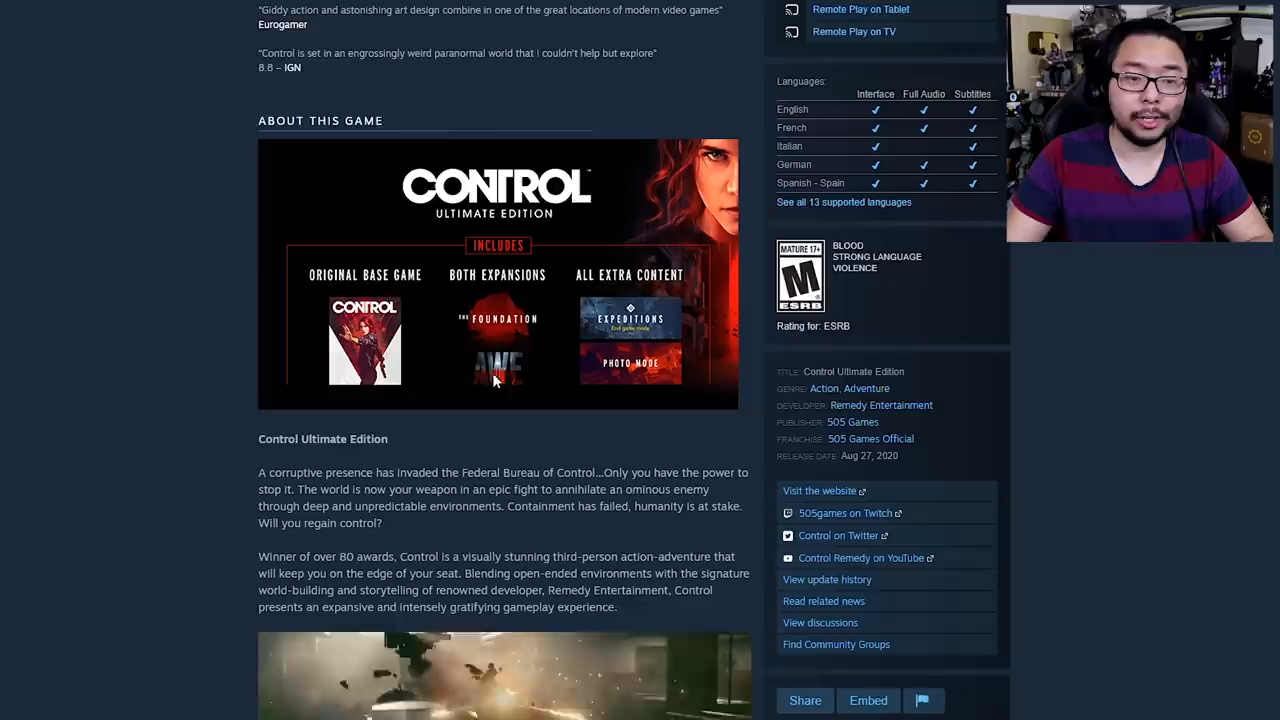 “Giddy action and astonishing art design combine in one of the great locations of modern video games”
Eurogamer
“Control is set in an engrossingly weird paranormal world that I couldn’t help but explore”
8.8 – IGN
ABOUT THIS GAME
CONTROL
ULTIMATE EDITION
INCLUDES
ORIGINAL BASE GAME
BOTH EXPANSIONS
ALL EXTRA CONTENT
CONTROL
THE FOUNDATION
AWE
EXPEDITIONS
End game mode
PHOTO MODE
Control Ultimate Edition
A corruptive presence has invaded the Federal Bureau of Control...Only you have the power to
stop it. The world is now your weapon in an epic fight to annihilate an ominous enemy
through deep and unpredictable environments. Containment has failed, humanity is at stake.
Will you regain control?
Winner of over 80 awards, Control is a visually stunning third-person action-adventure that
will keep you on the edge of your seat. Blending open-ended environments with the signature
world-building and storytelling of renowned developer, Remedy Entertainment, Control
presents an expansive and intensely gratifying gameplay experience.
Remote Play on Tablet
Remote Play on TV
Languages:
Interface Full Audio Subtitles
English ✔ ✔ ✔
French ✔ ✔ ✔
Italian ✔ ✔
German ✔ ✔ ✔
Spanish - Spain ✔ ✔ ✔
See all 13 supported languages
MATURE 17+
M
ESRB
BLOOD
STRONG LANGUAGE
VIOLENCE
Rating for: ESRB
TITLE: Control Ultimate Edition
GENRE: Action, Adventure
DEVELOPER: Remedy Entertainment
PUBLISHER: 505 Games
FRANCHISE: 505 Games Official
RELEASE DATE: Aug 27, 2020
Visit the website
505games on Twitch
Control on Twitter
Control Remedy on YouTube
View update history
Read related news
View discussions
Find Community Groups
Share
Embed